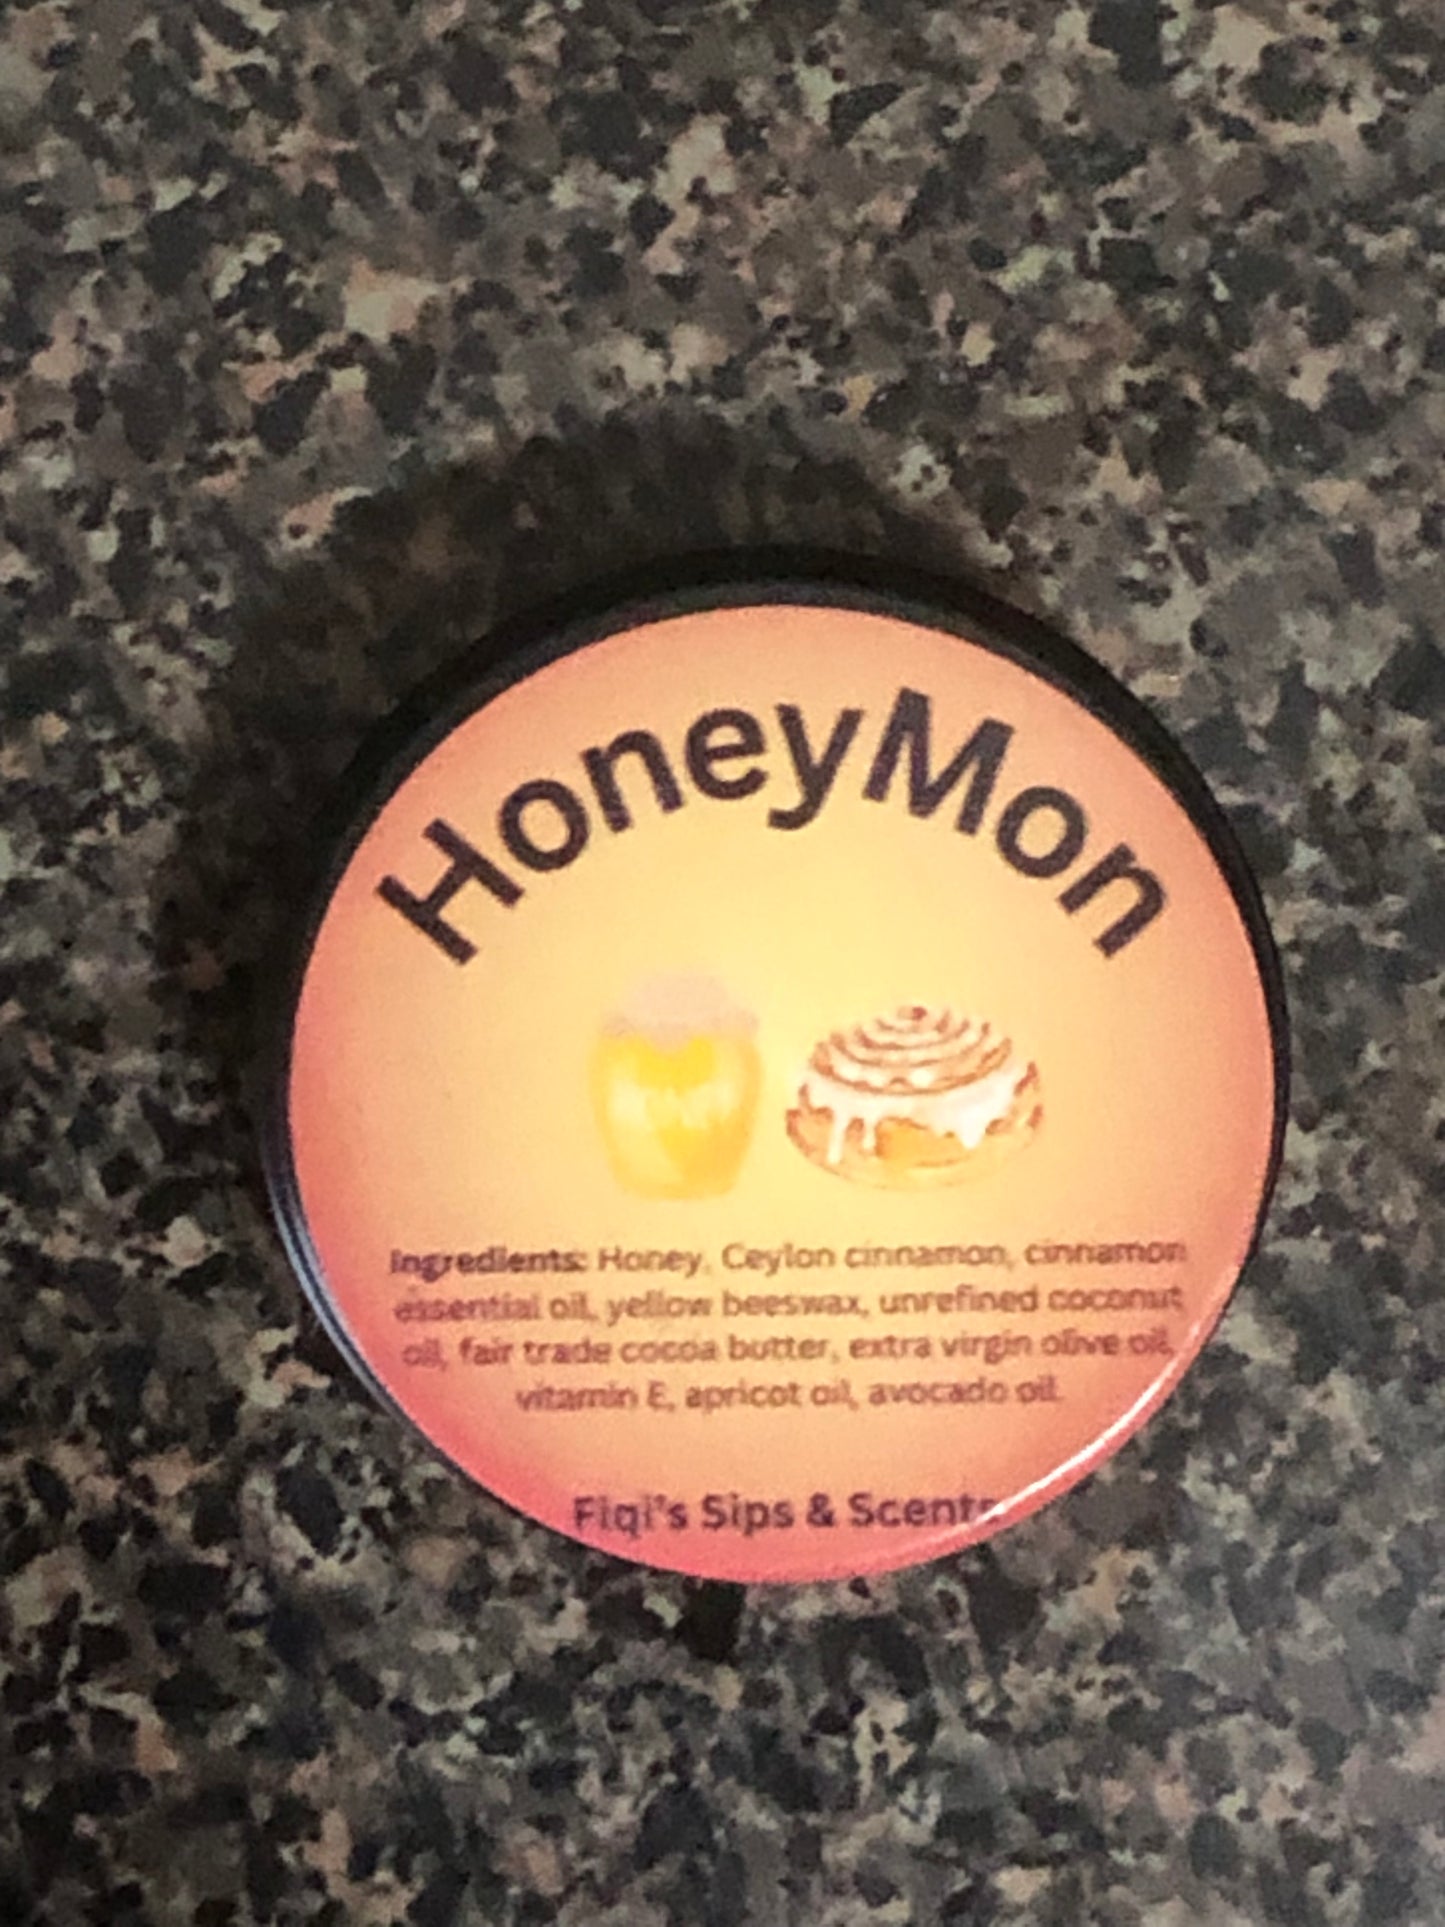 HoneyMon
Ingredients: Honey, Ceylon cinnamon, cinnamon
essential oil, yellow beeswax, unrefined coconut
oil, fair trade cocoa butter, extra virgin olive oil,
vitamin E, apricot oil, avocado oil.
Fiqi's Sips & Scents